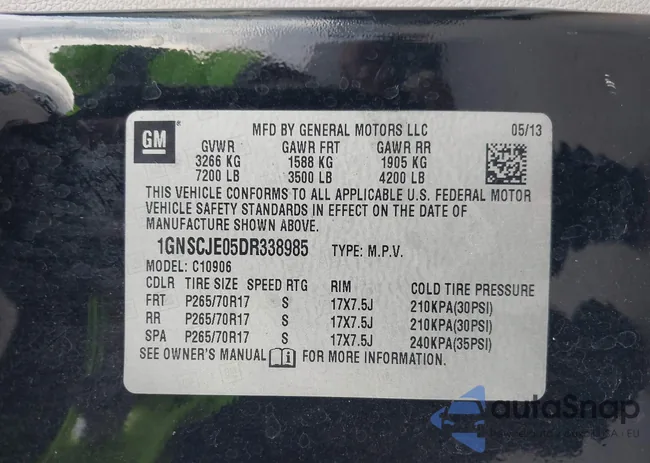 GM
MFD BY GENERAL MOTORS LLC 05/13
GVWR GAWR FRT GAWR RR
3266 KG 1588 KG 1905 KG
7200 LB 3500 LB 4200 LB
THIS VEHICLE CONFORMS TO ALL APPLICABLE U.S. FEDERAL MOTOR
VEHICLE SAFETY STANDARDS IN EFFECT ON THE DATE OF
MANUFACTURE SHOWN ABOVE.
1GNSCJE05DR338985 TYPE: M.P.V.
MODEL: C10906
CDLR TIRE SIZE SPEED RTG RIM COLD TIRE PRESSURE
FRT P265/70R17 S 17X7.5J 210KPA(30PSI)
RR P265/70R17 S 17X7.5J 210KPA(30PSI)
SPA P265/70R17 S 17X7.5J 240KPA(35PSI)
SEE OWNER'S MANUAL FOR MORE INFORMATION.
autoSnap